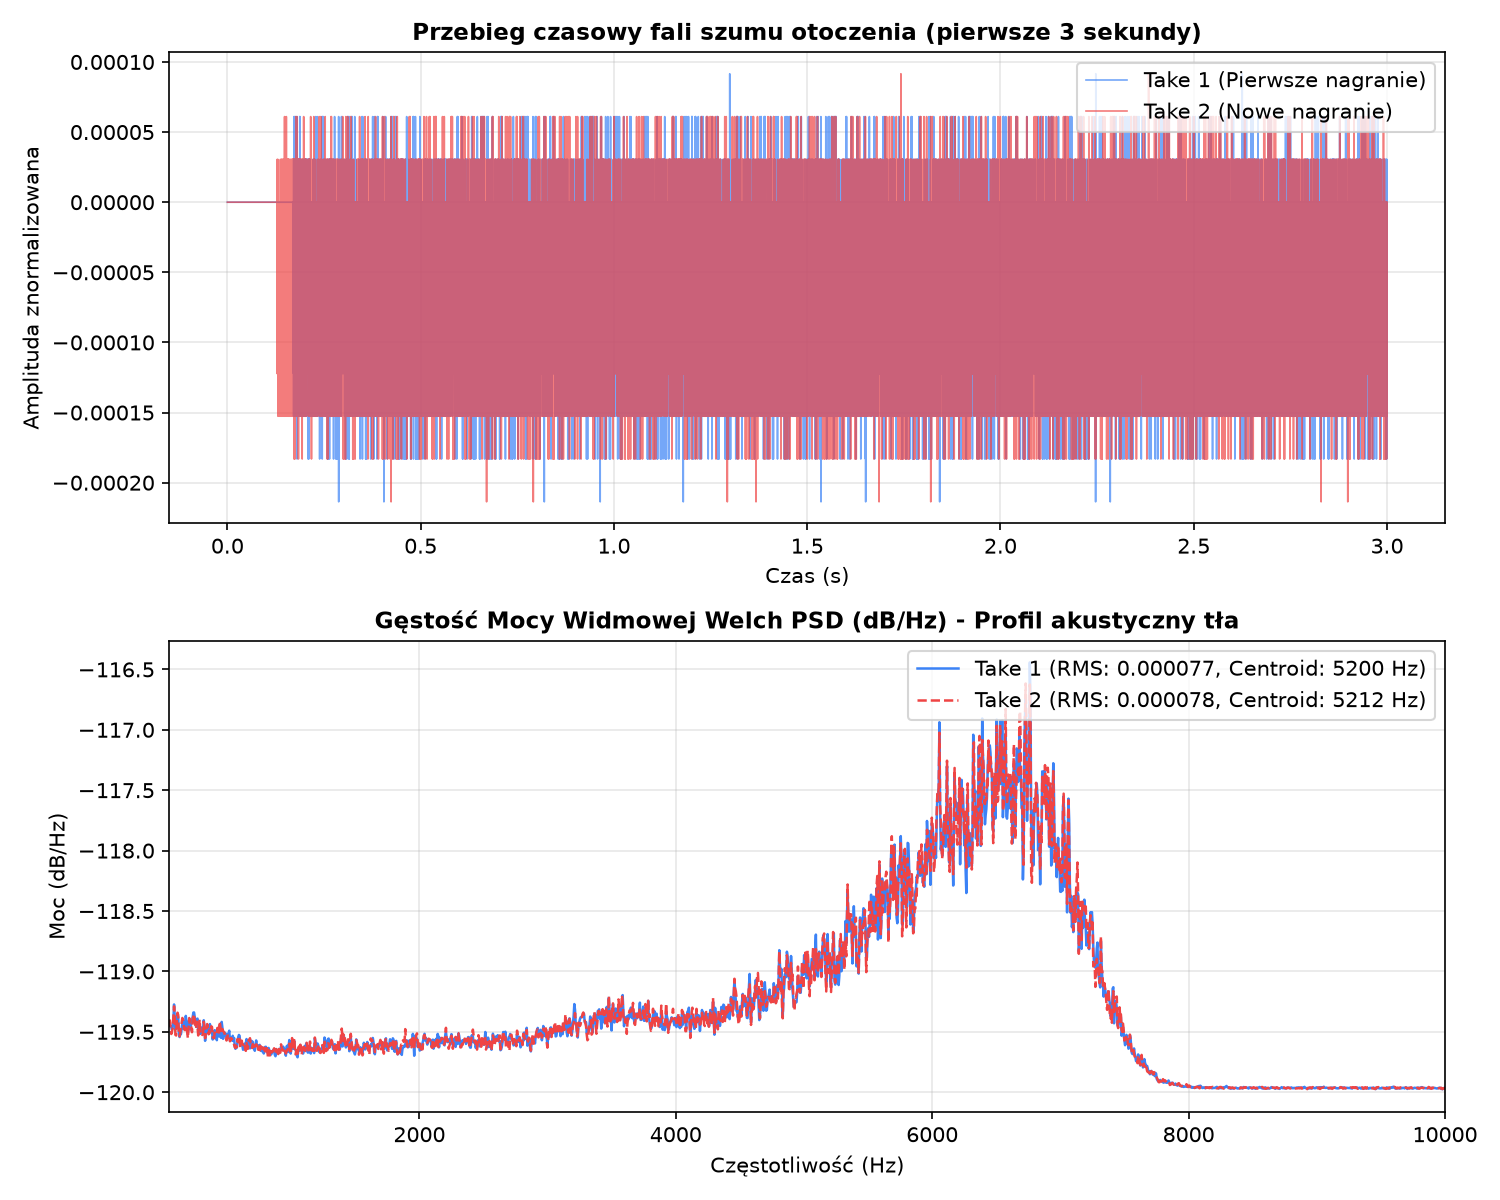 Przebieg czasowy fali szumu otoczenia (pierwsze 3 sekundy)
Take 1 (Pierwsze nagranie)
Take 2 (Nowe nagranie)
Amplituda znormalizowana
0.00010
0.00005
0.00000
−0.00005
−0.00010
−0.00015
−0.00020
0.0 0.5 1.0 1.5 2.0 2.5 3.0
Czas (s)
Gęstość Mocy Widmowej Welch PSD (dB/Hz) - Profil akustyczny tła
Take 1 (RMS: 0.000077, Centroid: 5200 Hz)
Take 2 (RMS: 0.000078, Centroid: 5212 Hz)
Moc (dB/Hz)
−116.5
−117.0
−117.5
−118.0
−118.5
−119.0
−119.5
−120.0
2000 4000 6000 8000 10000
Częstotliwość (Hz)